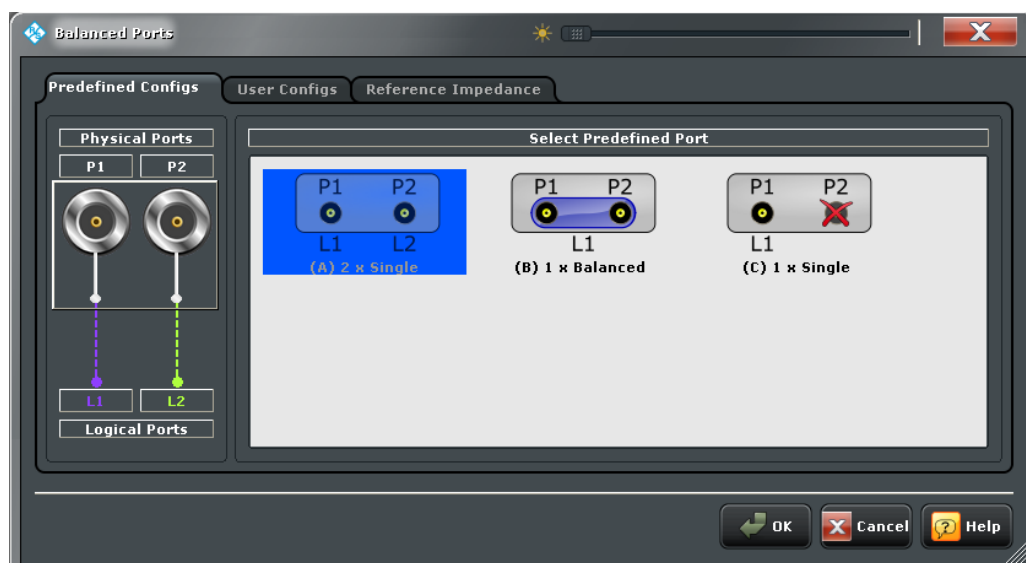 Balanced Ports
Predefined Configs
User Configs
Reference Impedance
Physical Ports
P1 P2
L1 L2
Logical Ports
Select Predefined Port
P1 P2
L1 L2
(A) 2 x Single
P1 P2
L1
(B) 1 x Balanced
P1 P2
L1
(C) 1 x Single
OK
X Cancel
? Help